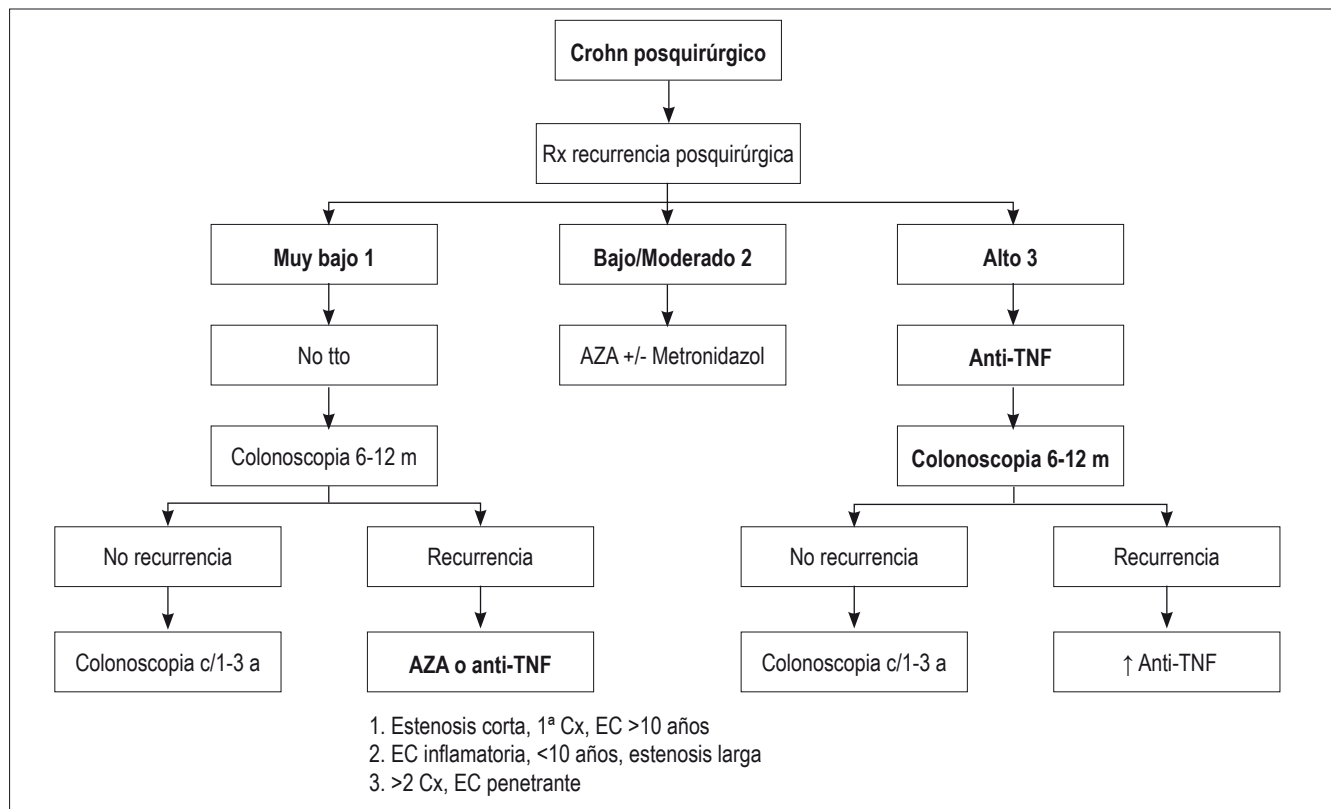 Crohn posquirúrgico
Rx recurrencia posquirúrgica
Muy bajo 1
Bajo/Moderado 2
Alto 3
No tto
AZA +/- Metronidazol
Anti-TNF
Colonoscopia 6-12 m
Colonoscopia 6-12 m
No recurrencia
Recurrencia
No recurrencia
Recurrencia
Colonoscopia c/1-3 a
AZA o anti-TNF
Colonoscopia c/1-3 a
↑ Anti-TNF
1. Estenosis corta, 1ª Cx, EC >10 años
2. EC inflamatoria, <10 años, estenosis larga
3. >2 Cx, EC penetrante